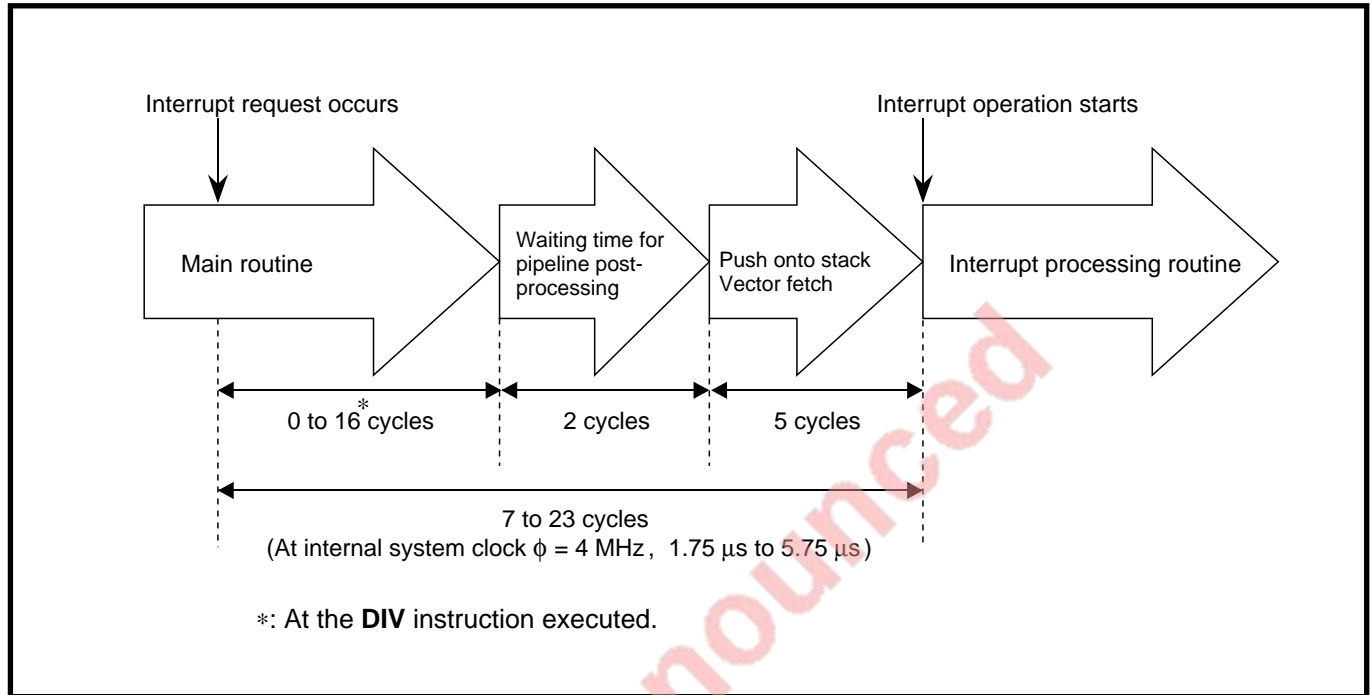 Interrupt request occurs
Interrupt operation starts
Main routine
Waiting time for
pipeline post-
processing
Push onto stack
Vector fetch
Interrupt processing routine
0 to 16* cycles
2 cycles
5 cycles
7 to 23 cycles
(At internal system clock ϕ = 4 MHz , 1.75 μs to 5.75 μs)
*: At the DIV instruction executed.
nounced